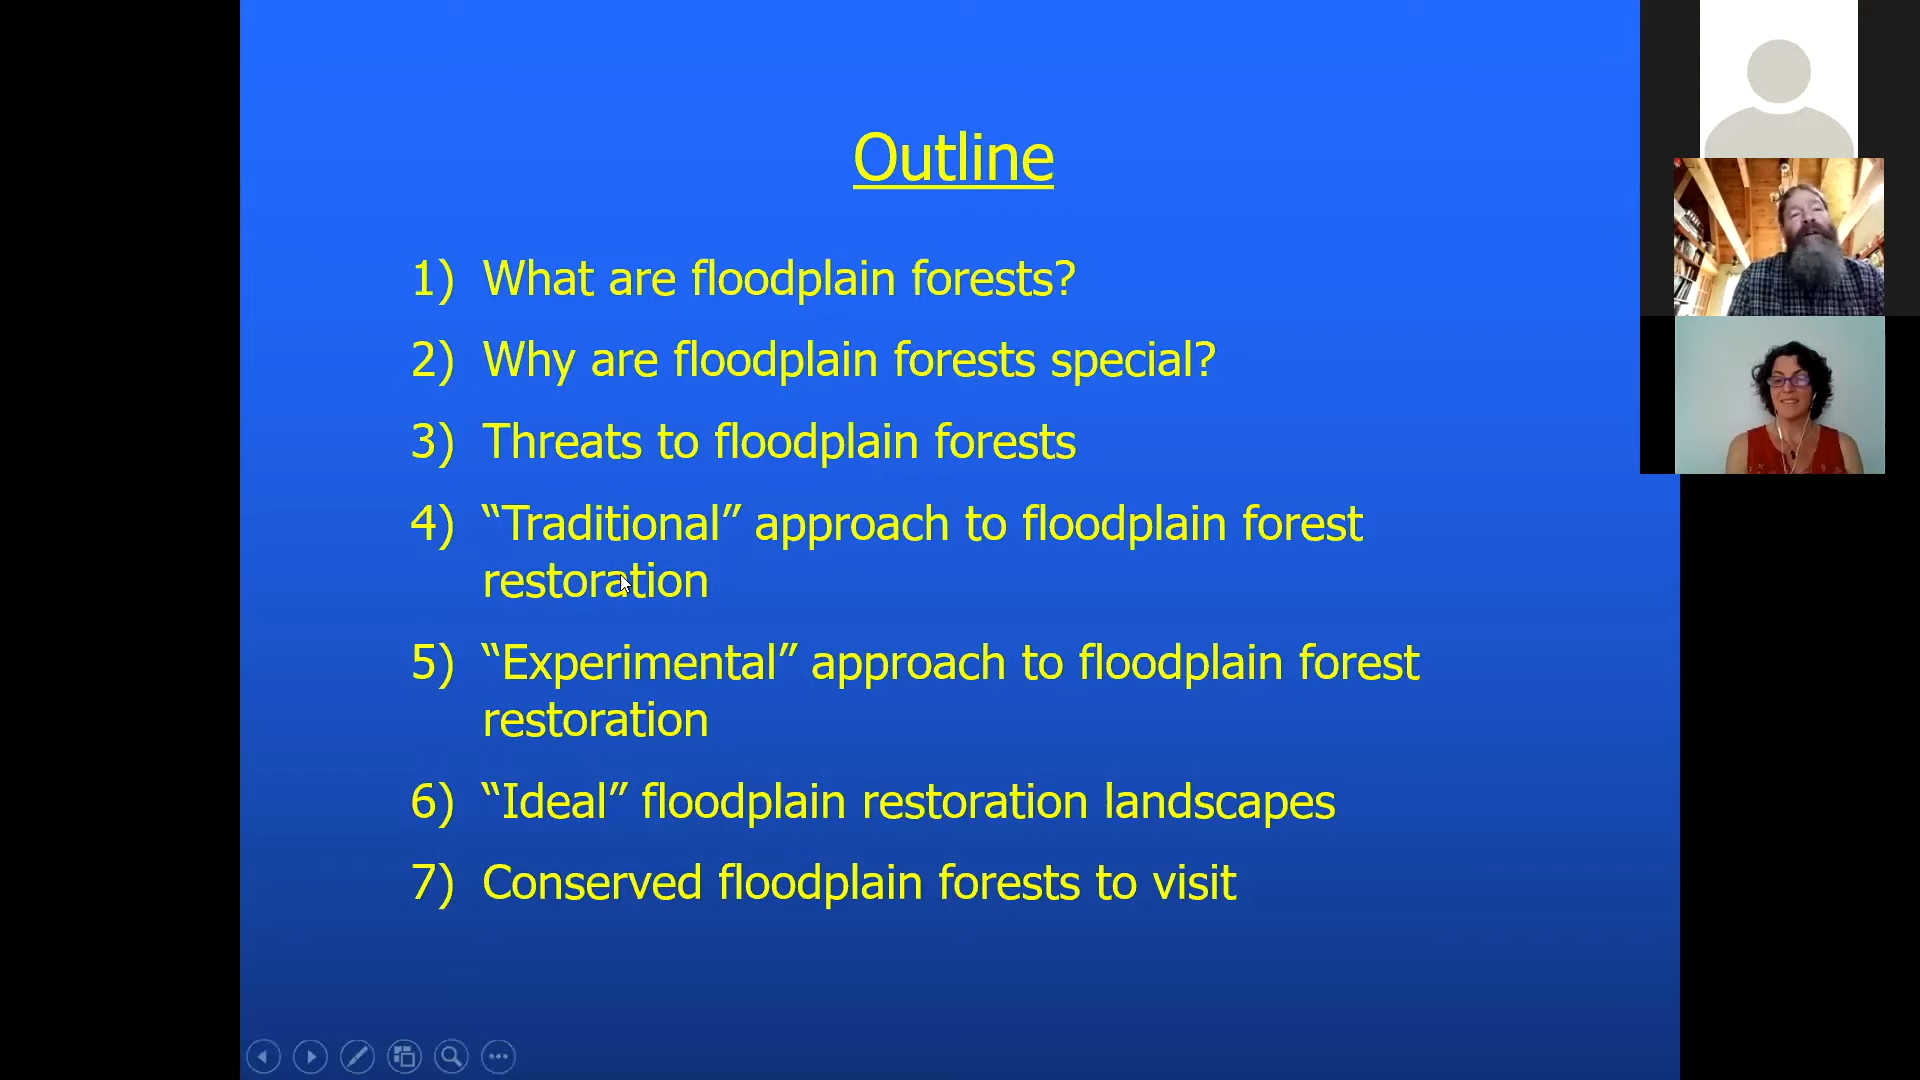 Outline
1) What are floodplain forests?
2) Why are floodplain forests special?
3) Threats to floodplain forests
4) “Traditional” approach to floodplain forest
restoration
5) “Experimental” approach to floodplain forest
restoration
6) “Ideal” floodplain restoration landscapes
7) Conserved floodplain forests to visit